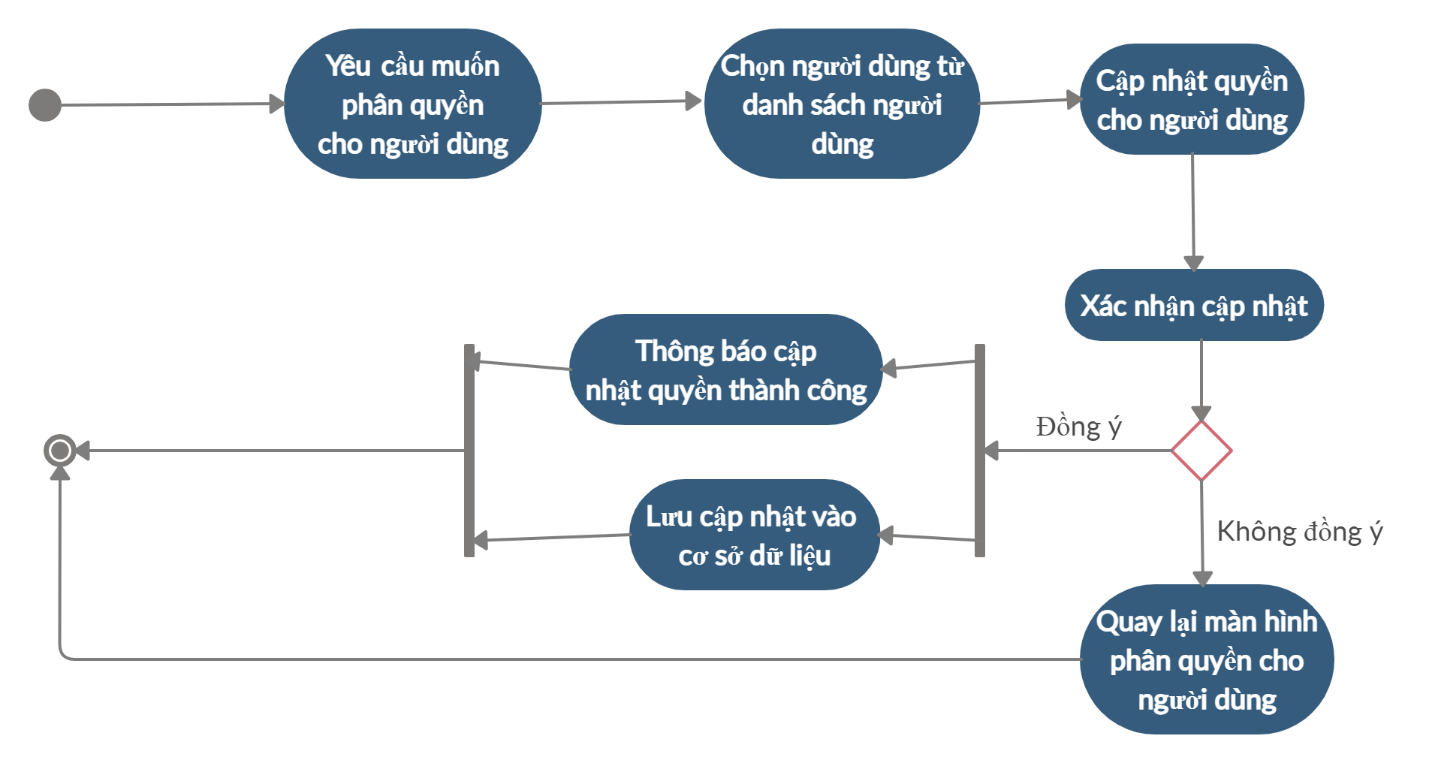 Yêu cầu muốn
phân quyền
cho người dùng
Chọn người dùng từ
danh sách người
dùng
Cập nhật quyền
cho người dùng
Xác nhận cập nhật
Thông báo cập
nhật quyền thành công
Đồng ý
Lưu cập nhật vào
cơ sở dữ liệu
Không đồng ý
Quay lại màn hình
phân quyền cho
người dùng